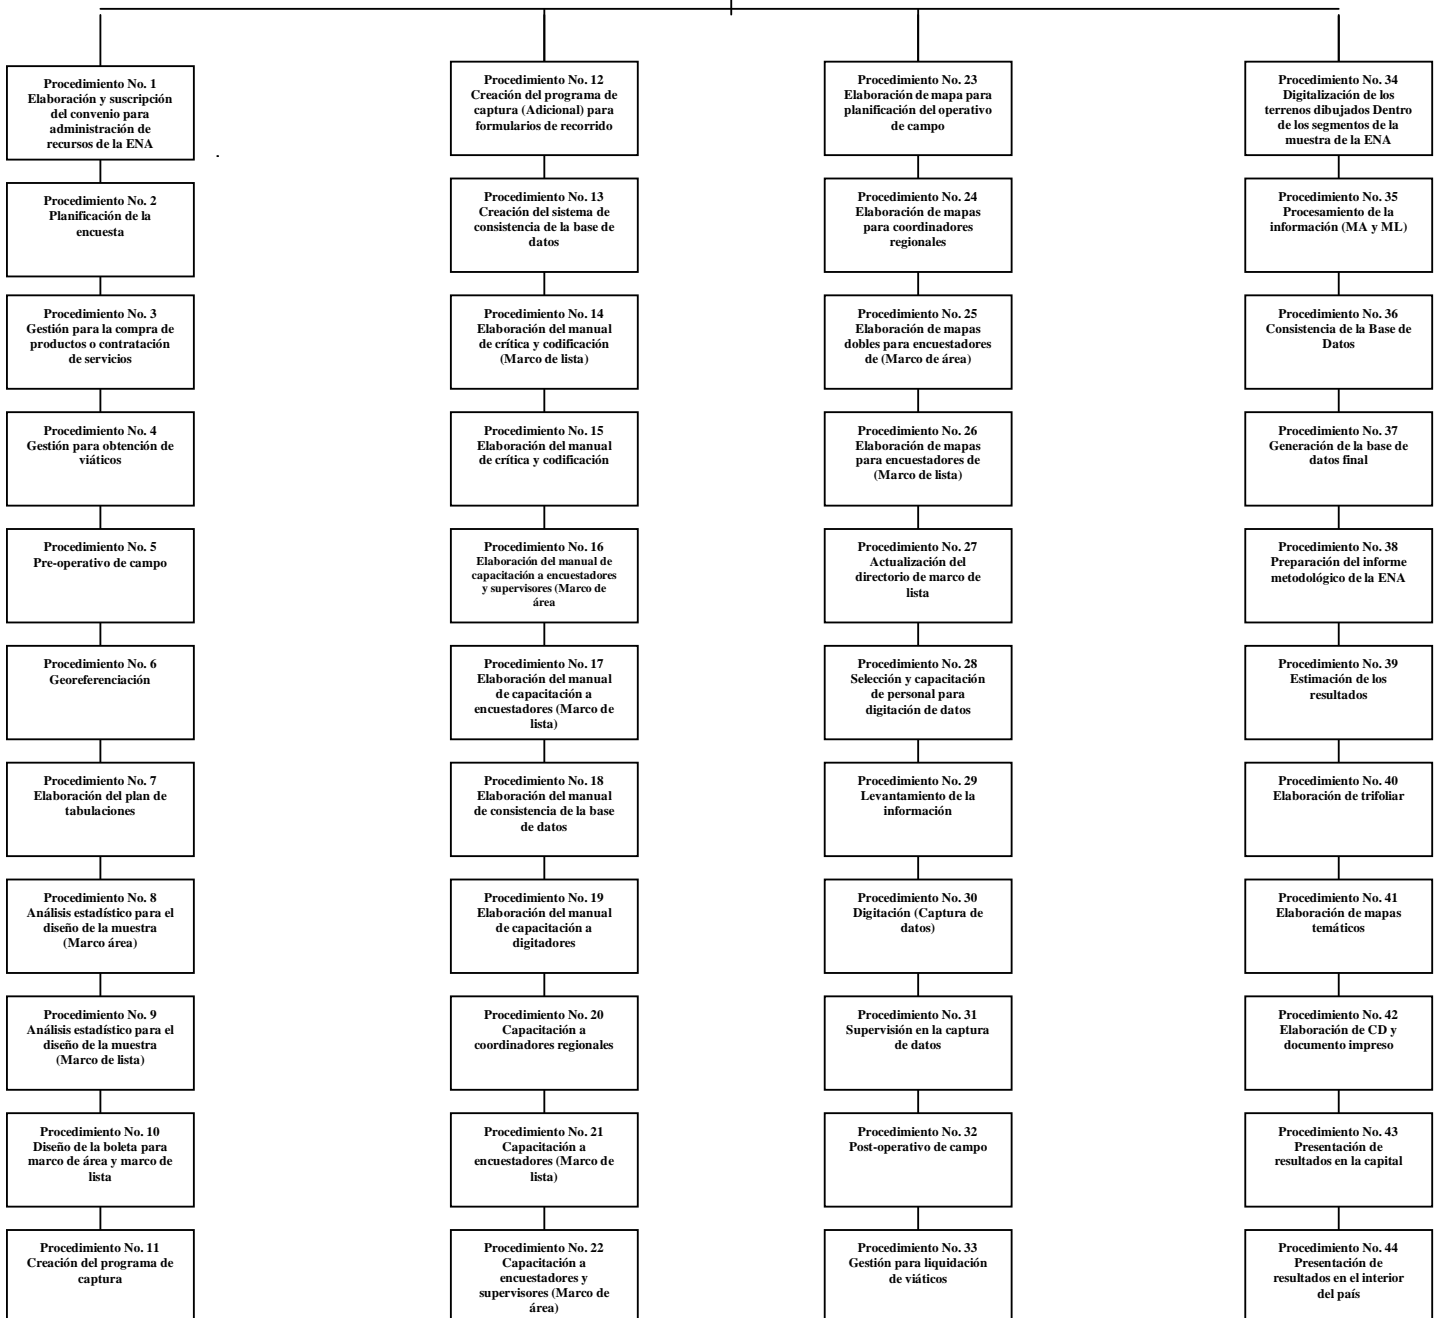 Procedimiento No. 1
Elaboración y suscripción
del convenio para
administración de
recursos de la ENA
.
Procedimiento No. 2
Planificación de la
encuesta
Procedimiento No. 3
Gestión para la compra de
productos o contratación
de servicios
Procedimiento No. 4
Gestión para obtención de
viáticos
Procedimiento No. 5
Pre-operativo de campo
Procedimiento No. 6
Georeferenciación
Procedimiento No. 7
Elaboración del plan de
tabulaciones
Procedimiento No. 8
Análisis estadístico para el
diseño de la muestra
(Marco área)
Procedimiento No. 9
Análisis estadístico para el
diseño de la muestra
(Marco de lista)
Procedimiento No. 10
Diseño de la boleta para
marco de área y marco de
lista
Procedimiento No. 11
Creación del programa de
captura
Procedimiento No. 12
Creación del programa de
captura (Adicional) para
formularios de recorrido
Procedimiento No. 13
Creación del sistema de
consistencia de la base de
datos
Procedimiento No. 14
Elaboración del manual
de crítica y codificación
(Marco de lista)
Procedimiento No. 15
Elaboración del manual
de crítica y codificación
Procedimiento No. 16
Elaboración del manual de
capacitación a encuestadores
y supervisores (Marco de
área
Procedimiento No. 17
Elaboración del manual
de capacitación a
encuestadores (Marco de
lista)
Procedimiento No. 18
Elaboración del manual
de consistencia de la base
de datos
Procedimiento No. 19
Elaboración del manual
de capacitación a
digitadores
Procedimiento No. 20
Capacitación a
coordinadores regionales
Procedimiento No. 21
Capacitación a
encuestadores (Marco de
lista)
Procedimiento No. 22
Capacitación a
encuestadores y
supervisores (Marco de
área)
Procedimiento No. 23
Elaboración de mapa para
planificación del operativo
de campo
Procedimiento No. 24
Elaboración de mapas
para coordinadores
regionales
Procedimiento No. 25
Elaboración de mapas
dobles para encuestadores
de (Marco de área)
Procedimiento No. 26
Elaboración de mapas
para encuestadores de
(Marco de lista)
Procedimiento No. 27
Actualización del
directorio de marco de
lista
Procedimiento No. 28
Selección y capacitación
de personal para
digitación de datos
Procedimiento No. 29
Levantamiento de la
información
Procedimiento No. 30
Digitación (Captura de
datos)
Procedimiento No. 31
Supervisión en la captura
de datos
Procedimiento No. 32
Post-operativo de campo
Procedimiento No. 33
Gestión para liquidación
de viáticos
Procedimiento No. 34
Digitalización de los
terrenos dibujados Dentro
de los segmentos de la
muestra de la ENA
Procedimiento No. 35
Procesamiento de la
información (MA y ML)
Procedimiento No. 36
Consistencia de la Base de
Datos
Procedimiento No. 37
Generación de la base de
datos final
Procedimiento No. 38
Preparación del informe
metodológico de la ENA
Procedimiento No. 39
Estimación de los
resultados
Procedimiento No. 40
Elaboración de trifoliar
Procedimiento No. 41
Elaboración de mapas
temáticos
Procedimiento No. 42
Elaboración de CD y
documento impreso
Procedimiento No. 43
Presentación de
resultados en la capital
Procedimiento No. 44
Presentación de
resultados en el interior
del país